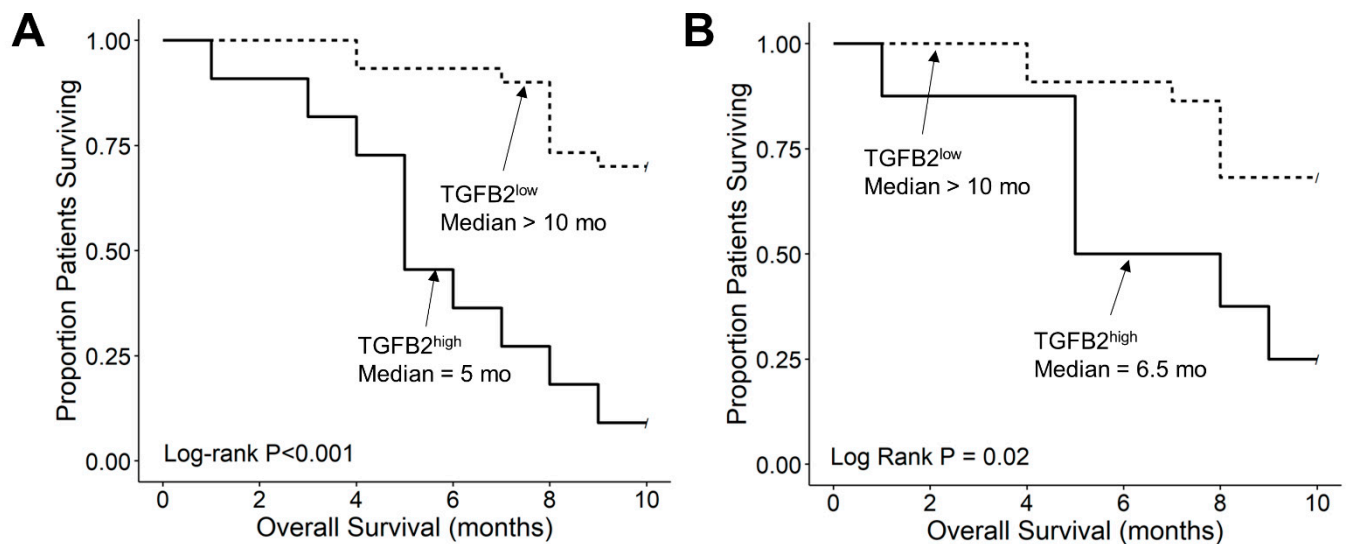 A
Proportion Patients Surviving
1.00
0.75
0.50
0.25
0.00
TGFB2low
Median > 10 mo
TGFB2high
Median = 5 mo
Log-rank P<0.001
0 2 4 6 8 10
Overall Survival (months)
B
Proportion Patients Surviving
1.00
0.75
0.50
0.25
0.00
TGFB2low
Median > 10 mo
TGFB2high
Median = 6.5 mo
Log Rank P = 0.02
0 2 4 6 8 10
Overall Survival (months)